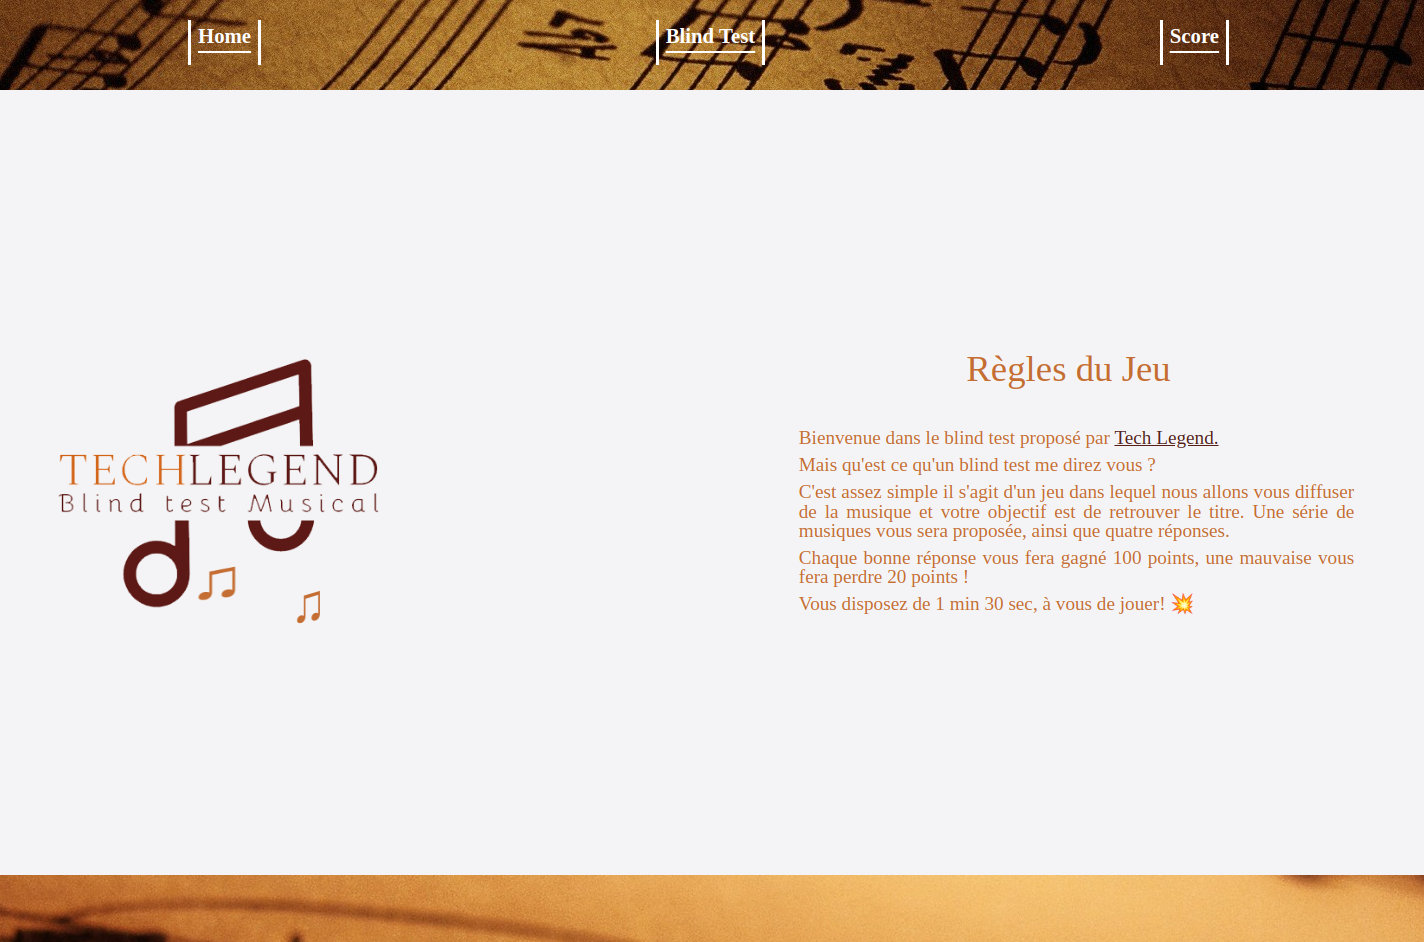 Home Blind Test Score
Règles du Jeu
Bienvenue dans le blind test proposé par Tech Legend.
Mais qu'est ce qu'un blind test me direz vous ?
C'est assez simple il s'agit d'un jeu dans lequel nous allons vous diffuser
de la musique et votre objectif est de retrouver le titre. Une série de
musiques vous sera proposée, ainsi que quatre réponses.
Chaque bonne réponse vous fera gagné 100 points, une mauvaise vous
fera perdre 20 points !
Vous disposez de 1 min 30 sec, à vous de jouer! 💥
TECHLEGEND
Blind test Musical